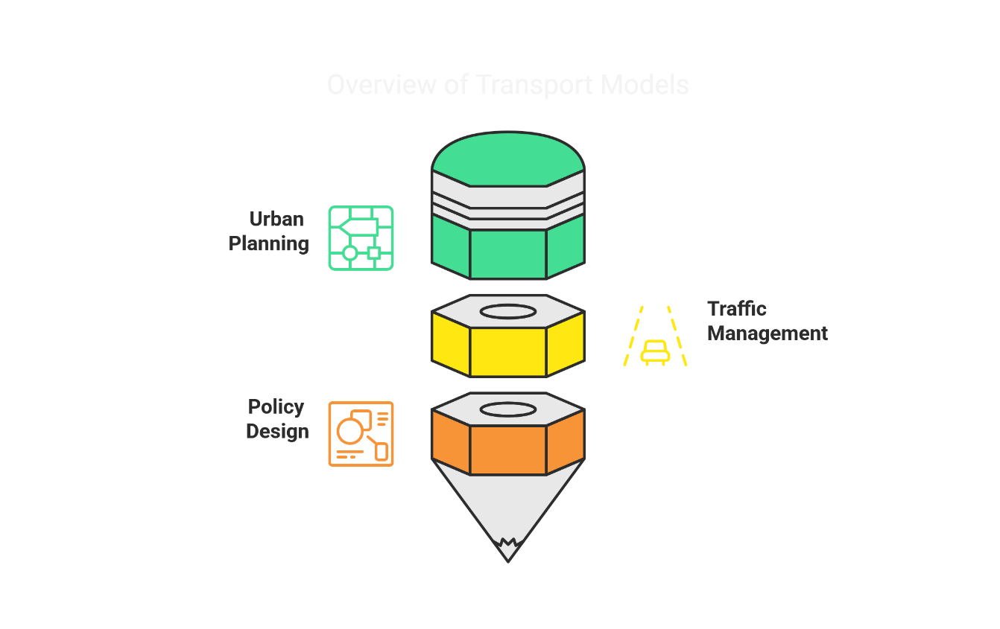 Overview of Transport Models
Urban
Planning
Traffic
Management
Policy
Design